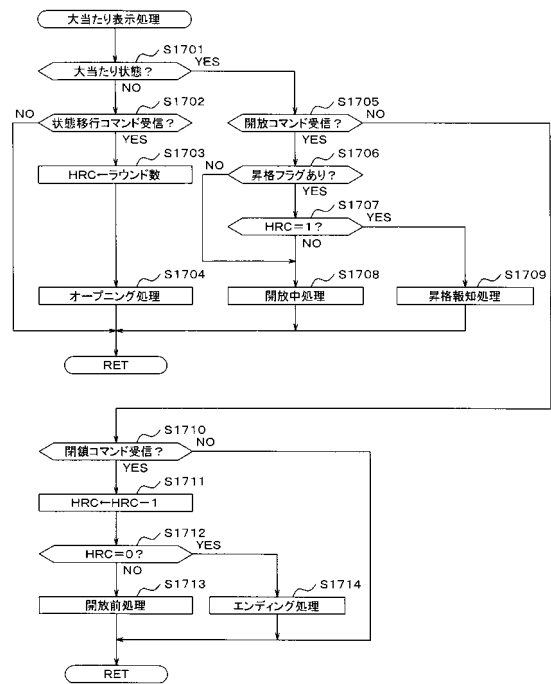 大当たり表示処理
S1701
大当たり状態？
YES
NO
S1702
NO
状態移行コマンド受信？
YES
S1703
HRC←ラウンド数
S1704
オープニング処理
S1705
開放コマンド受信？
NO
YES
S1706
NO
昇格フラグあり？
YES
S1707
HRC＝1？
YES
NO
S1708
開放中処理
S1709
昇格報知処理
RET
S1710
閉鎖コマンド受信？
NO
YES
S1711
HRC←HRC－1
S1712
HRC＝0？
YES
NO
S1713
開放前処理
S1714
エンディング処理
RET